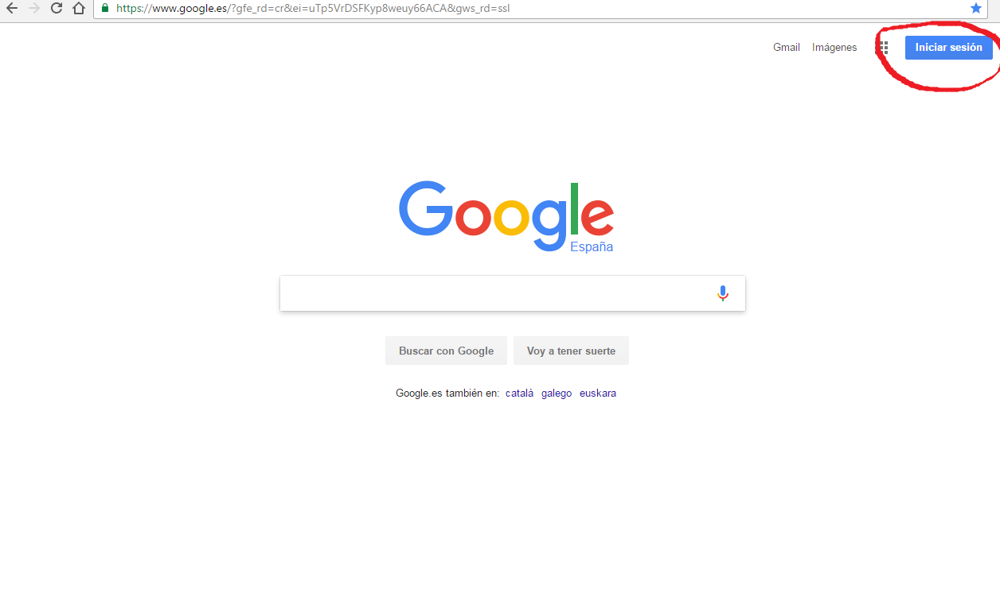 https://www.google.es/?gfe_rd=cr&ei=uTp5VrDSFKyp8weuy66ACA&gws_rd=ssl
Gmail Imágenes Iniciar sesión
Google
España
Buscar con Google Voy a tener suerte
Google.es también en: català galego euskara